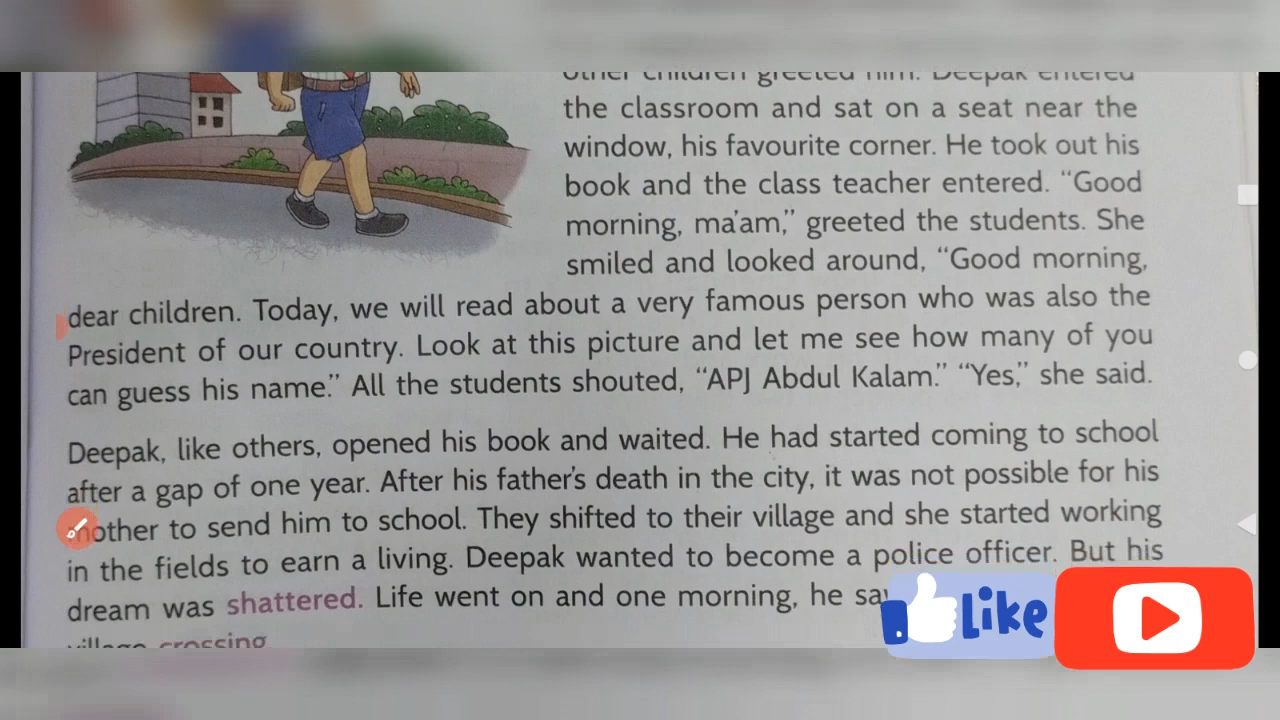 other children greeted him. Deepak entered
the classroom and sat on a seat near the
window, his favourite corner. He took out his
book and the class teacher entered. “Good
morning, ma’am,” greeted the students. She
smiled and looked around, “Good morning,
dear children. Today, we will read about a very famous person who was also the
President of our country. Look at this picture and let me see how many of you
can guess his name.” All the students shouted, “APJ Abdul Kalam.” “Yes,” she said.
Deepak, like others, opened his book and waited. He had started coming to school
after a gap of one year. After his father’s death in the city, it was not possible for his
mother to send him to school. They shifted to their village and she started working
in the fields to earn a living. Deepak wanted to become a police officer. But his
dream was shattered. Life went on and one morning, he
village crossing
Like